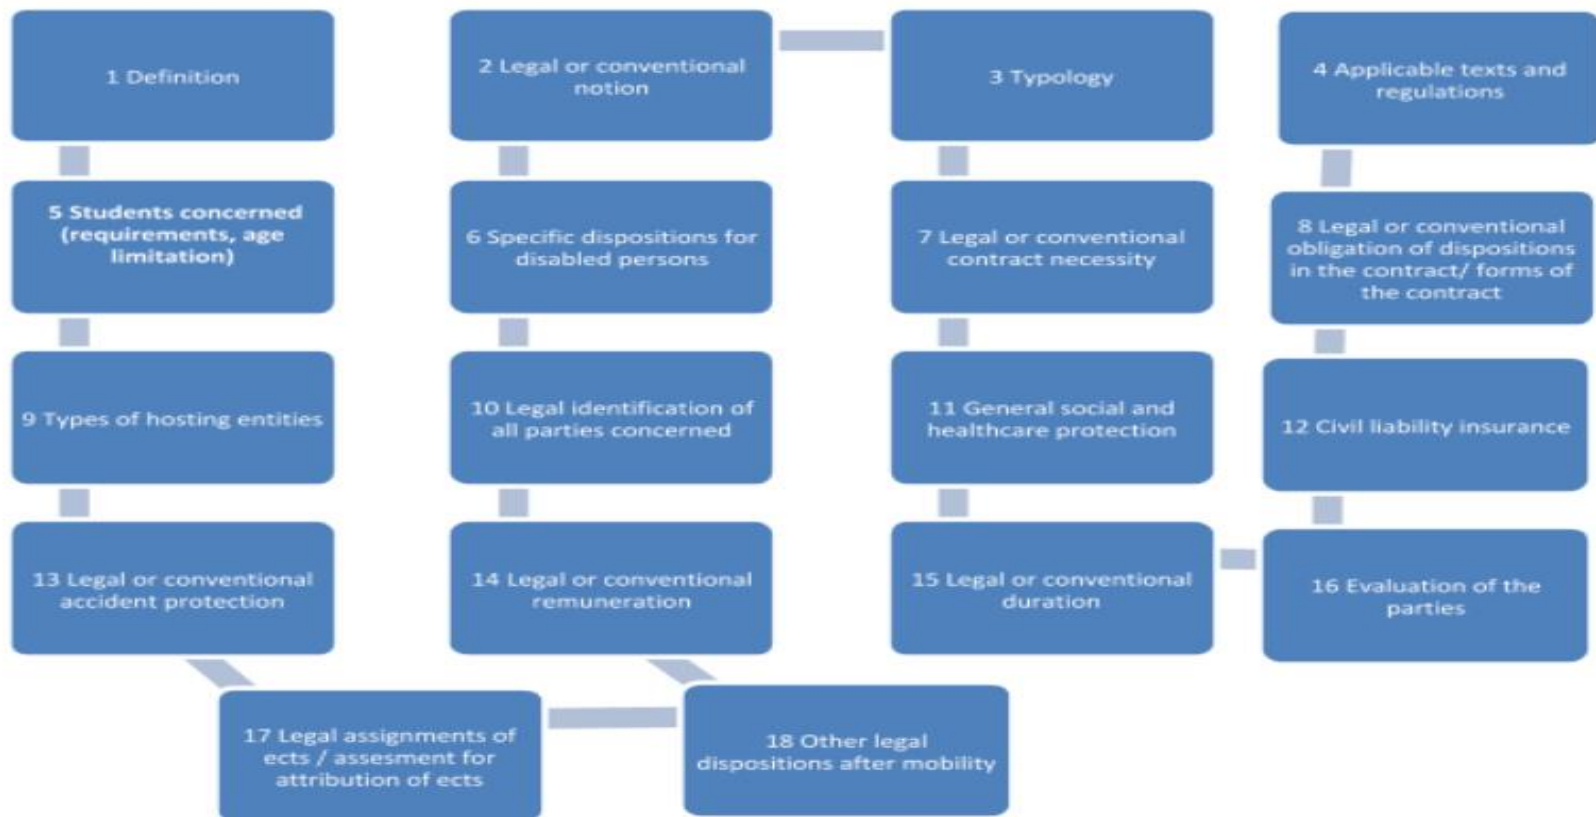 1 Definition
2 Legal or conventional
notion
3 Typology
4 Applicable texts and
regulations
5 Students concerned
(requirements, age
limitation)
6 Specific dispositions for
disabled persons
7 Legal or conventional
contract necessity
8 Legal or conventional
obligation of dispositions
in the contract/ forms of
the contract
9 Types of hosting entities
10 Legal identification of
all parties concerned
11 General social and
healthcare protection
12 Civil liability insurance
13 Legal or conventional
accident protection
14 Legal or conventional
remuneration
15 Legal or conventional
duration
16 Evaluation of the
parties
17 Legal assignments of
ects / assesment for
attribution of ects
18 Other legal
dispositions after mobility